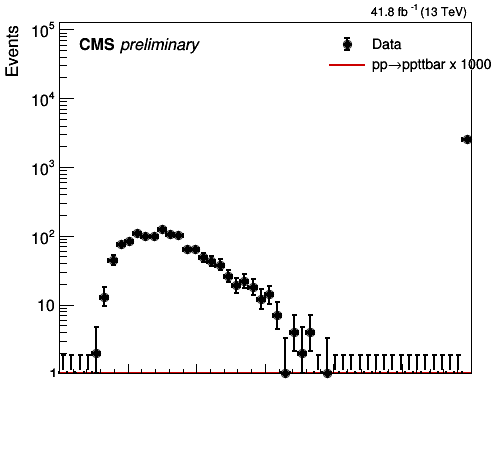 41.8 fb⁻¹ (13 TeV)
Events
CMS preliminary
Data
pp→ppttbar x 1000
10⁵
10⁴
10³
10²
10
1